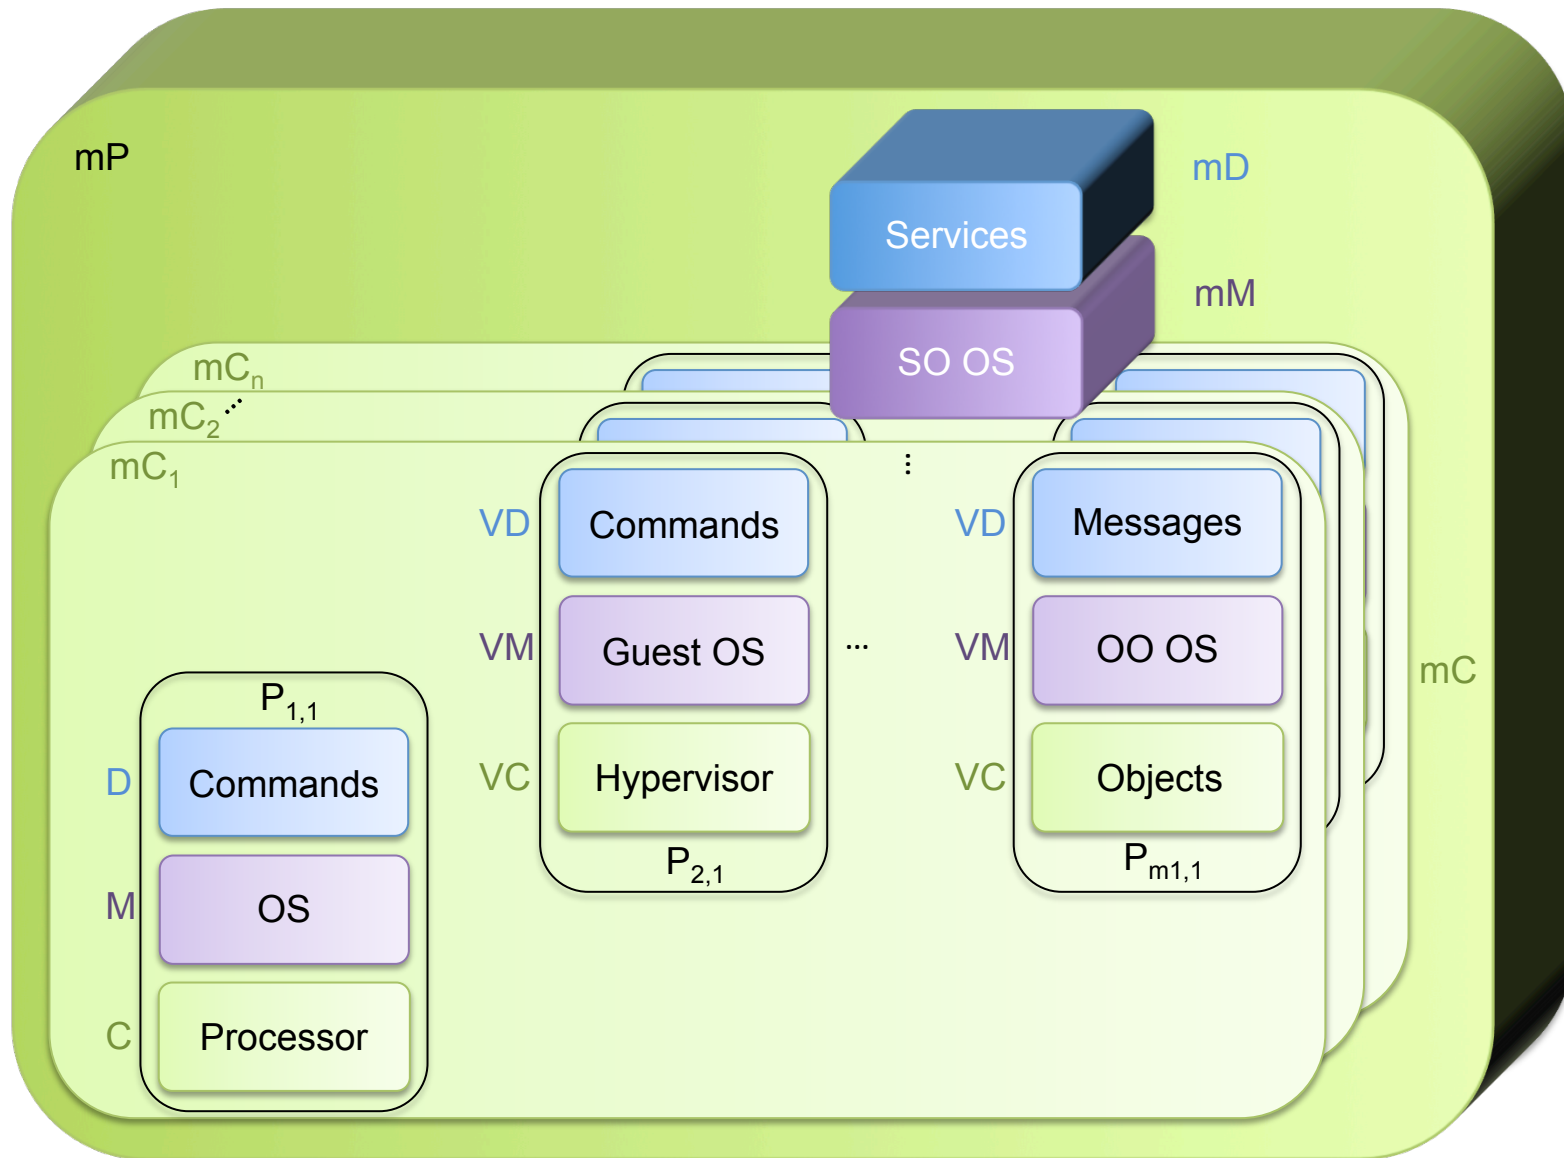 mP
mD
Services
mM
SO OS
mCn
mC2 ...
mC1
...
VD Commands VD Messages
VM Guest OS ... VM OO OS
mC
P1,1
D Commands VC Hypervisor VC Objects
P2,1 Pm1,1
M OS
C Processor